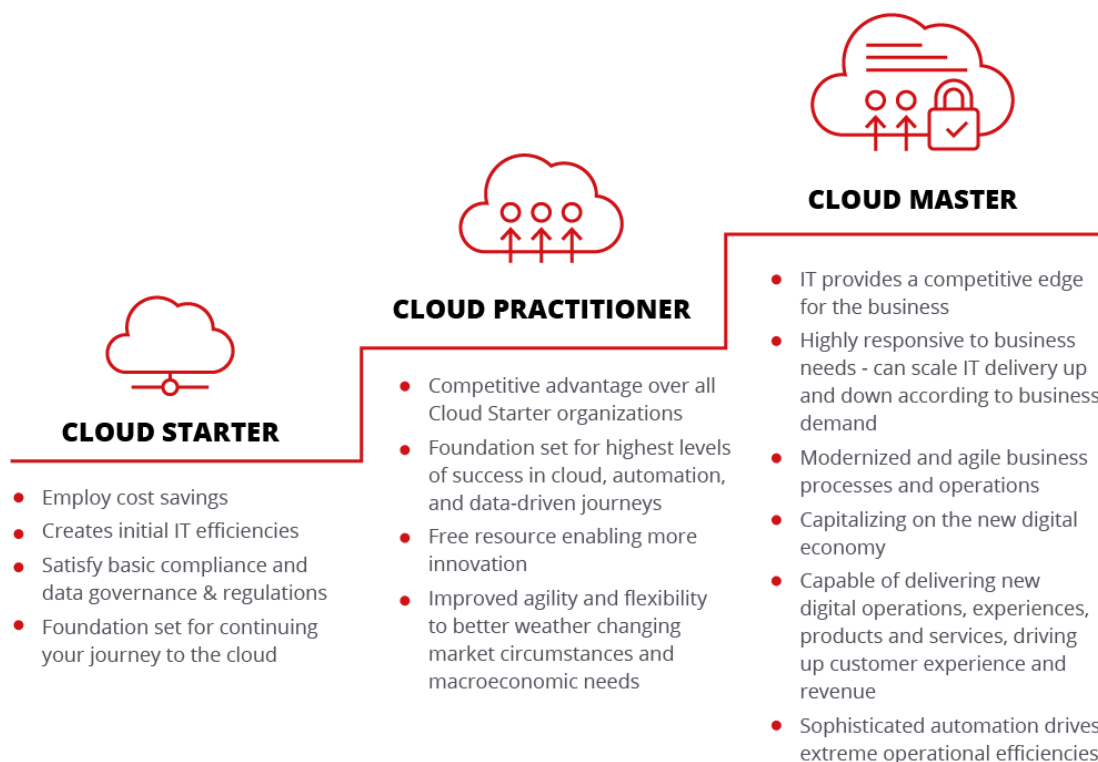 CLOUD STARTER
Employ cost savings
Creates initial IT efficiencies
Satisfy basic compliance and
data governance & regulations
Foundation set for continuing
your journey to the cloud
CLOUD PRACTITIONER
Competitive advantage over all
Cloud Starter organizations
Foundation set for highest levels
of success in cloud, automation,
and data-driven journeys
Free resource enabling more
innovation
Improved agility and flexibility
to better weather changing
market circumstances and
macroeconomic needs
CLOUD MASTER
IT provides a competitive edge
for the business
Highly responsive to business
needs - can scale IT delivery up
and down according to business
demand
Modernized and agile business
processes and operations
Capitalizing on the new digital
economy
Capable of delivering new
digital operations, experiences,
products and services, driving
up customer experience and
revenue
Sophisticated automation drives
extreme operational efficiencies